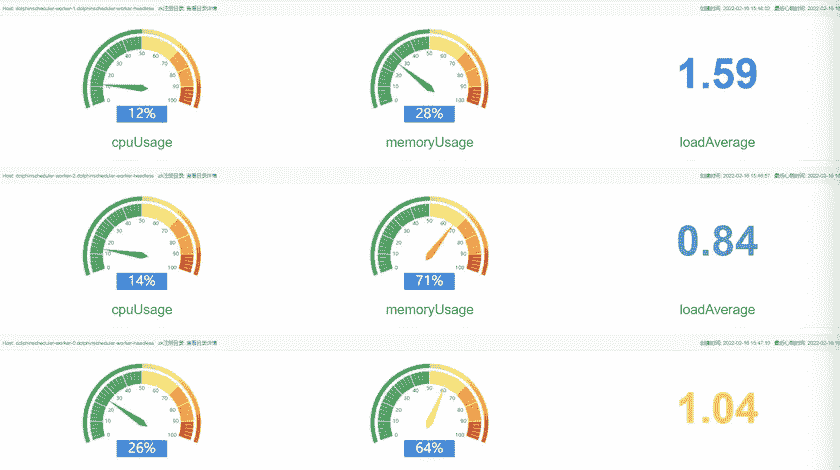 Host: dolphinscheduler-worker-1.dolphinscheduler-worker-headless zk注册目录: 查看目录详情 创建时间: 2022-02-16 15:46:52 最后心跳时间: 2022-02-16
0 10 20 30 40 50 60 70 80 90 100
12%
cpuUsage
0 10 20 30 40 50 60 70 80 90 100
28%
memoryUsage
1.59
loadAverage
Host: dolphinscheduler-worker-2.dolphinscheduler-worker-headless zk注册目录: 查看目录详情 创建时间: 2022-02-16 15:46:57 最后心跳时间: 2022-02-16
0 10 20 30 40 50 60 70 80 90 100
14%
cpuUsage
0 10 20 30 40 50 60 70 80 90 100
71%
memoryUsage
0.84
loadAverage
Host: dolphinscheduler-worker-0.dolphinscheduler-worker-headless zk注册目录: 查看目录详情 创建时间: 2022-02-16 15:47:19 最后心跳时间: 2022-02-16
0 10 20 30 40 50 60 70 80 90 100
26%
0 10 20 30 40 50 60 70 80 90 100
64%
1.04